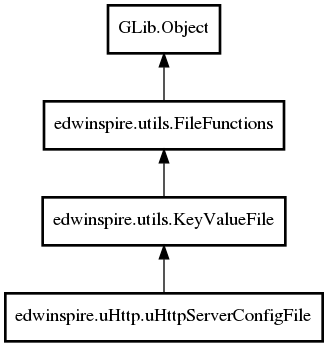 GLib.Object
edwinspire.utils.FileFunctions
edwinspire.utils.KeyValueFile
edwinspire.uHttp.uHttpServerConfigFile